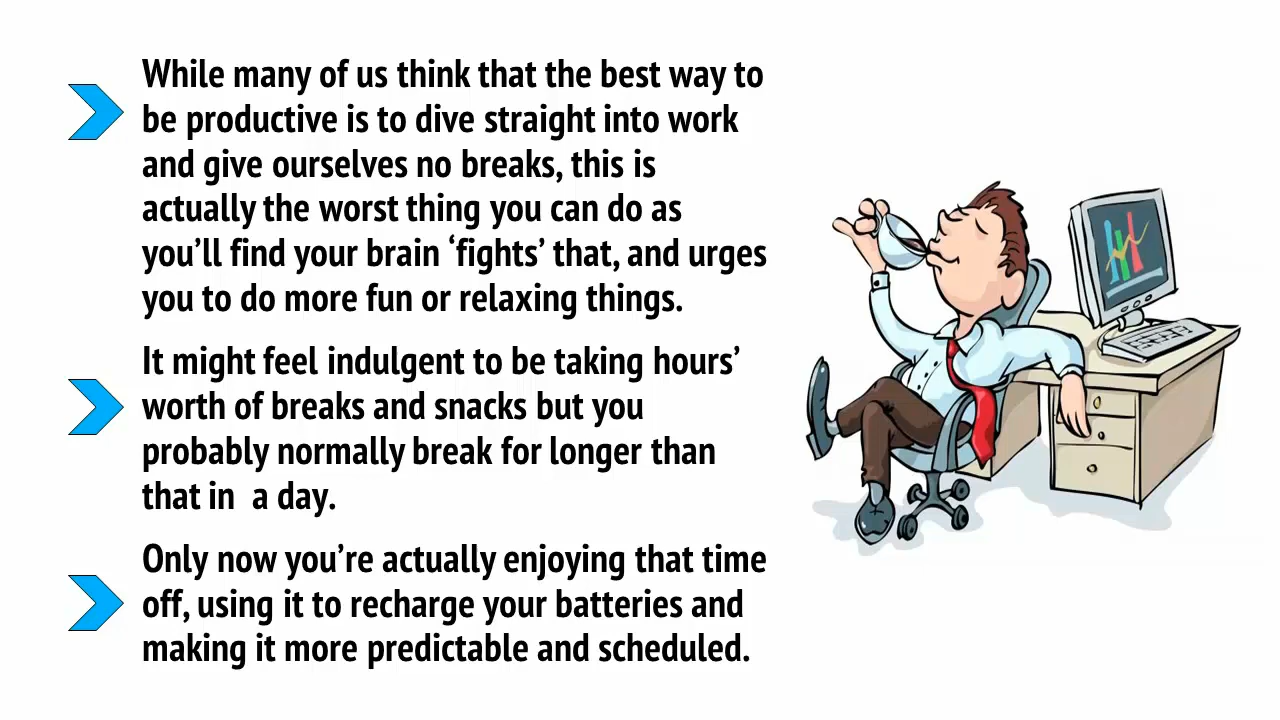 While many of us think that the best way to
be productive is to dive straight into work
and give ourselves no breaks, this is
actually the worst thing you can do as
you’ll find your brain ‘fights’ that, and urges
you to do more fun or relaxing things.
It might feel indulgent to be taking hours’
worth of breaks and snacks but you
probably normally break for longer than
that in  a day.
Only now you’re actually enjoying that time
off, using it to recharge your batteries and
making it more predictable and scheduled.